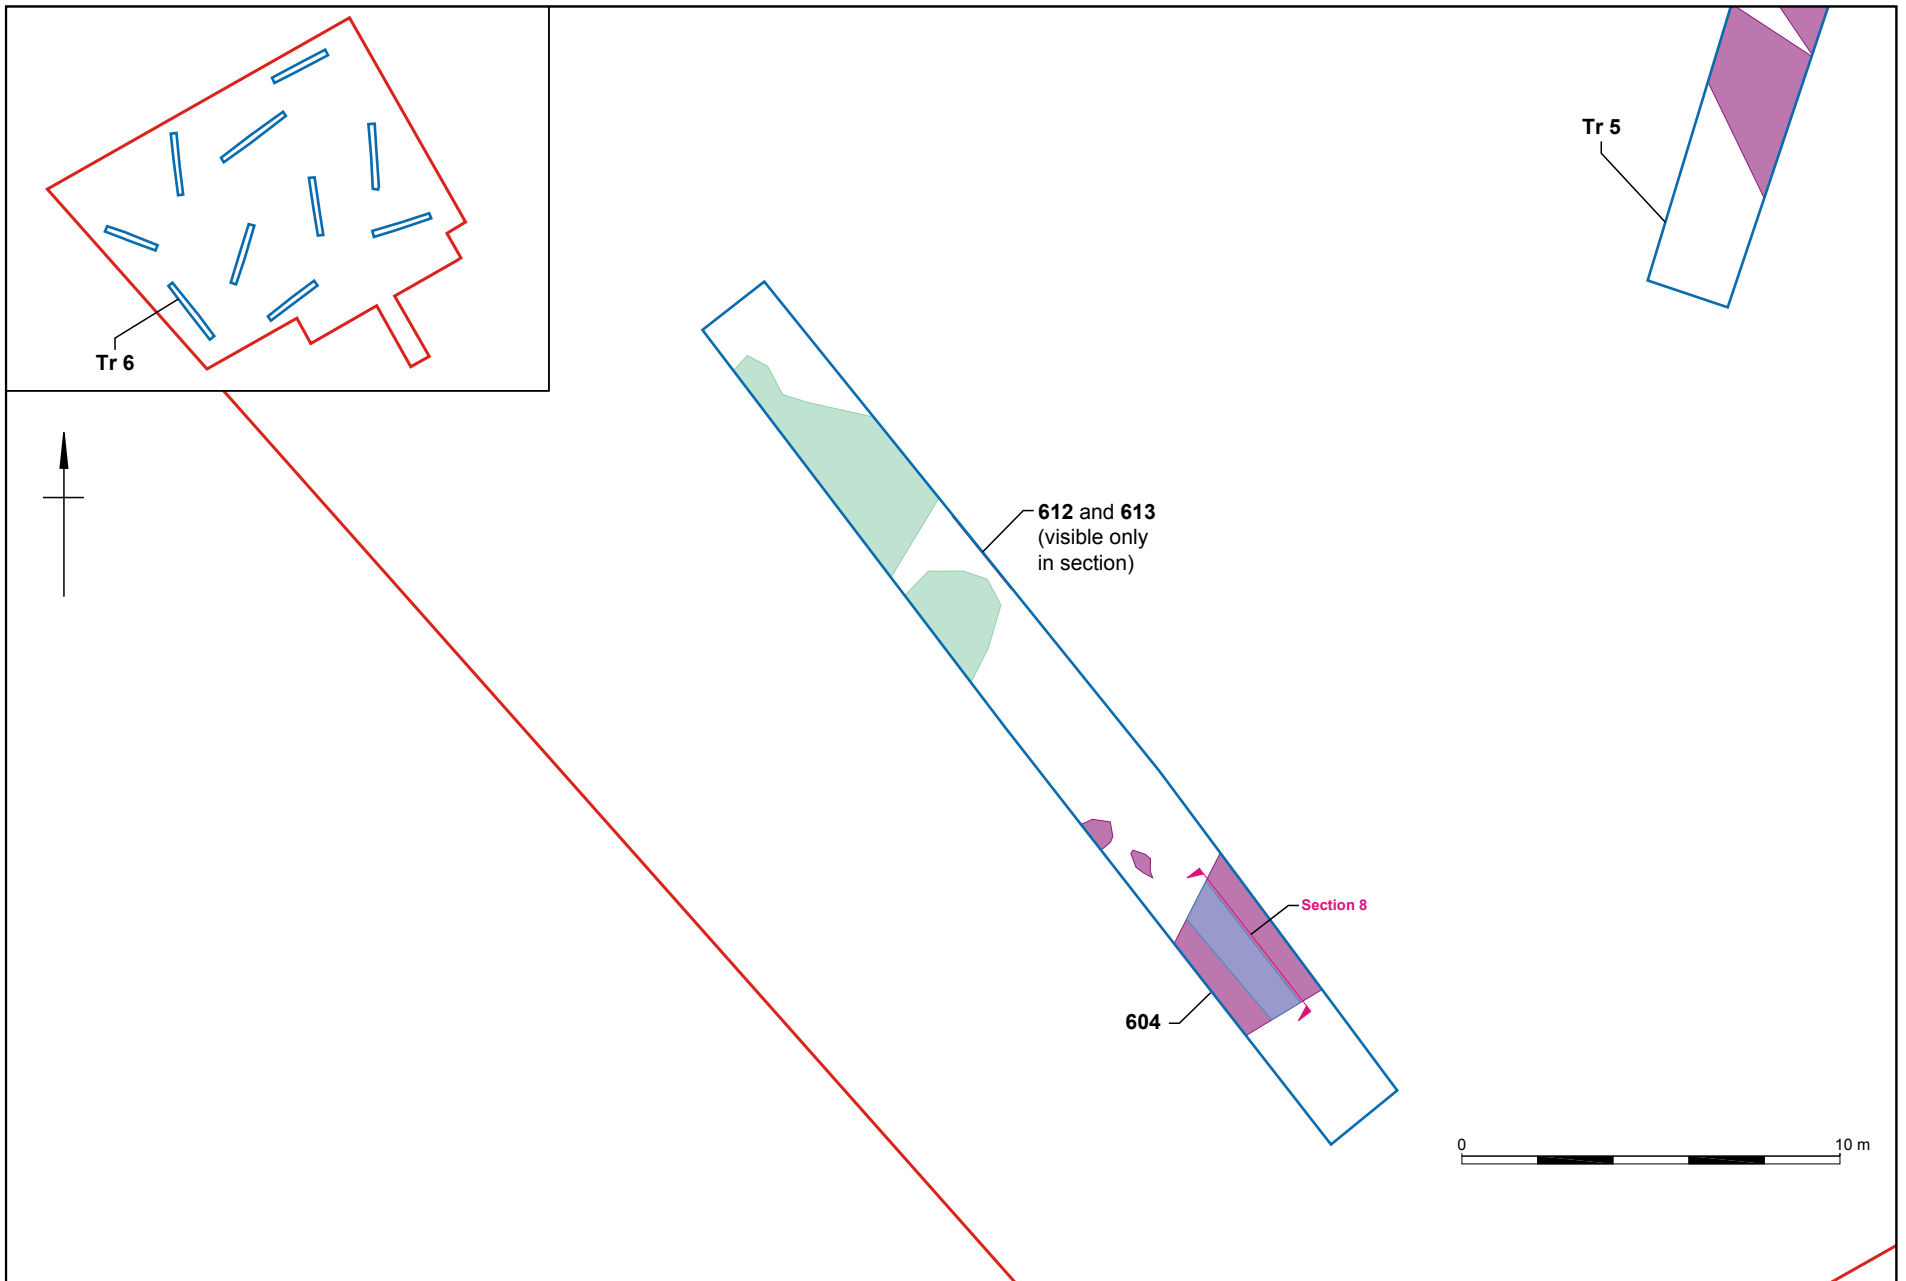 Tr 6
Tr 5
612 and 613
(visible only
in section)
Section 8
604
0 10 m